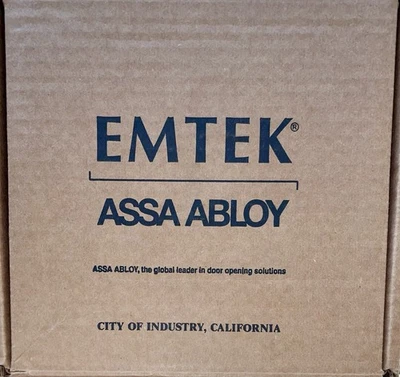 EMTEK®
ASSA ABLOY
ASSA ABLOY, the global leader in door opening solutions
CITY OF INDUSTRY, CALIFORNIA